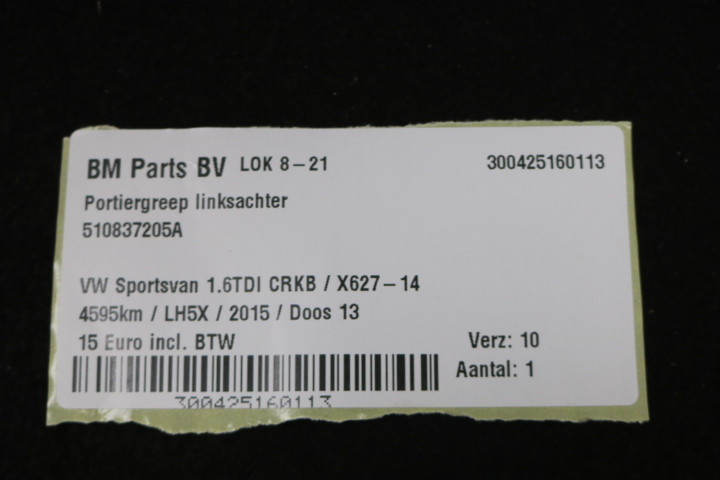 BM Parts BV LOK 8-21 300425160113
Portiergreep linksachter
510837205A
VW Sportsvan 1.6TDI CRKB / X627-14
4595km / LH5X / 2015 / Doos 13
15 Euro incl. BTW Verz: 10
Aantal: 1
300425160113